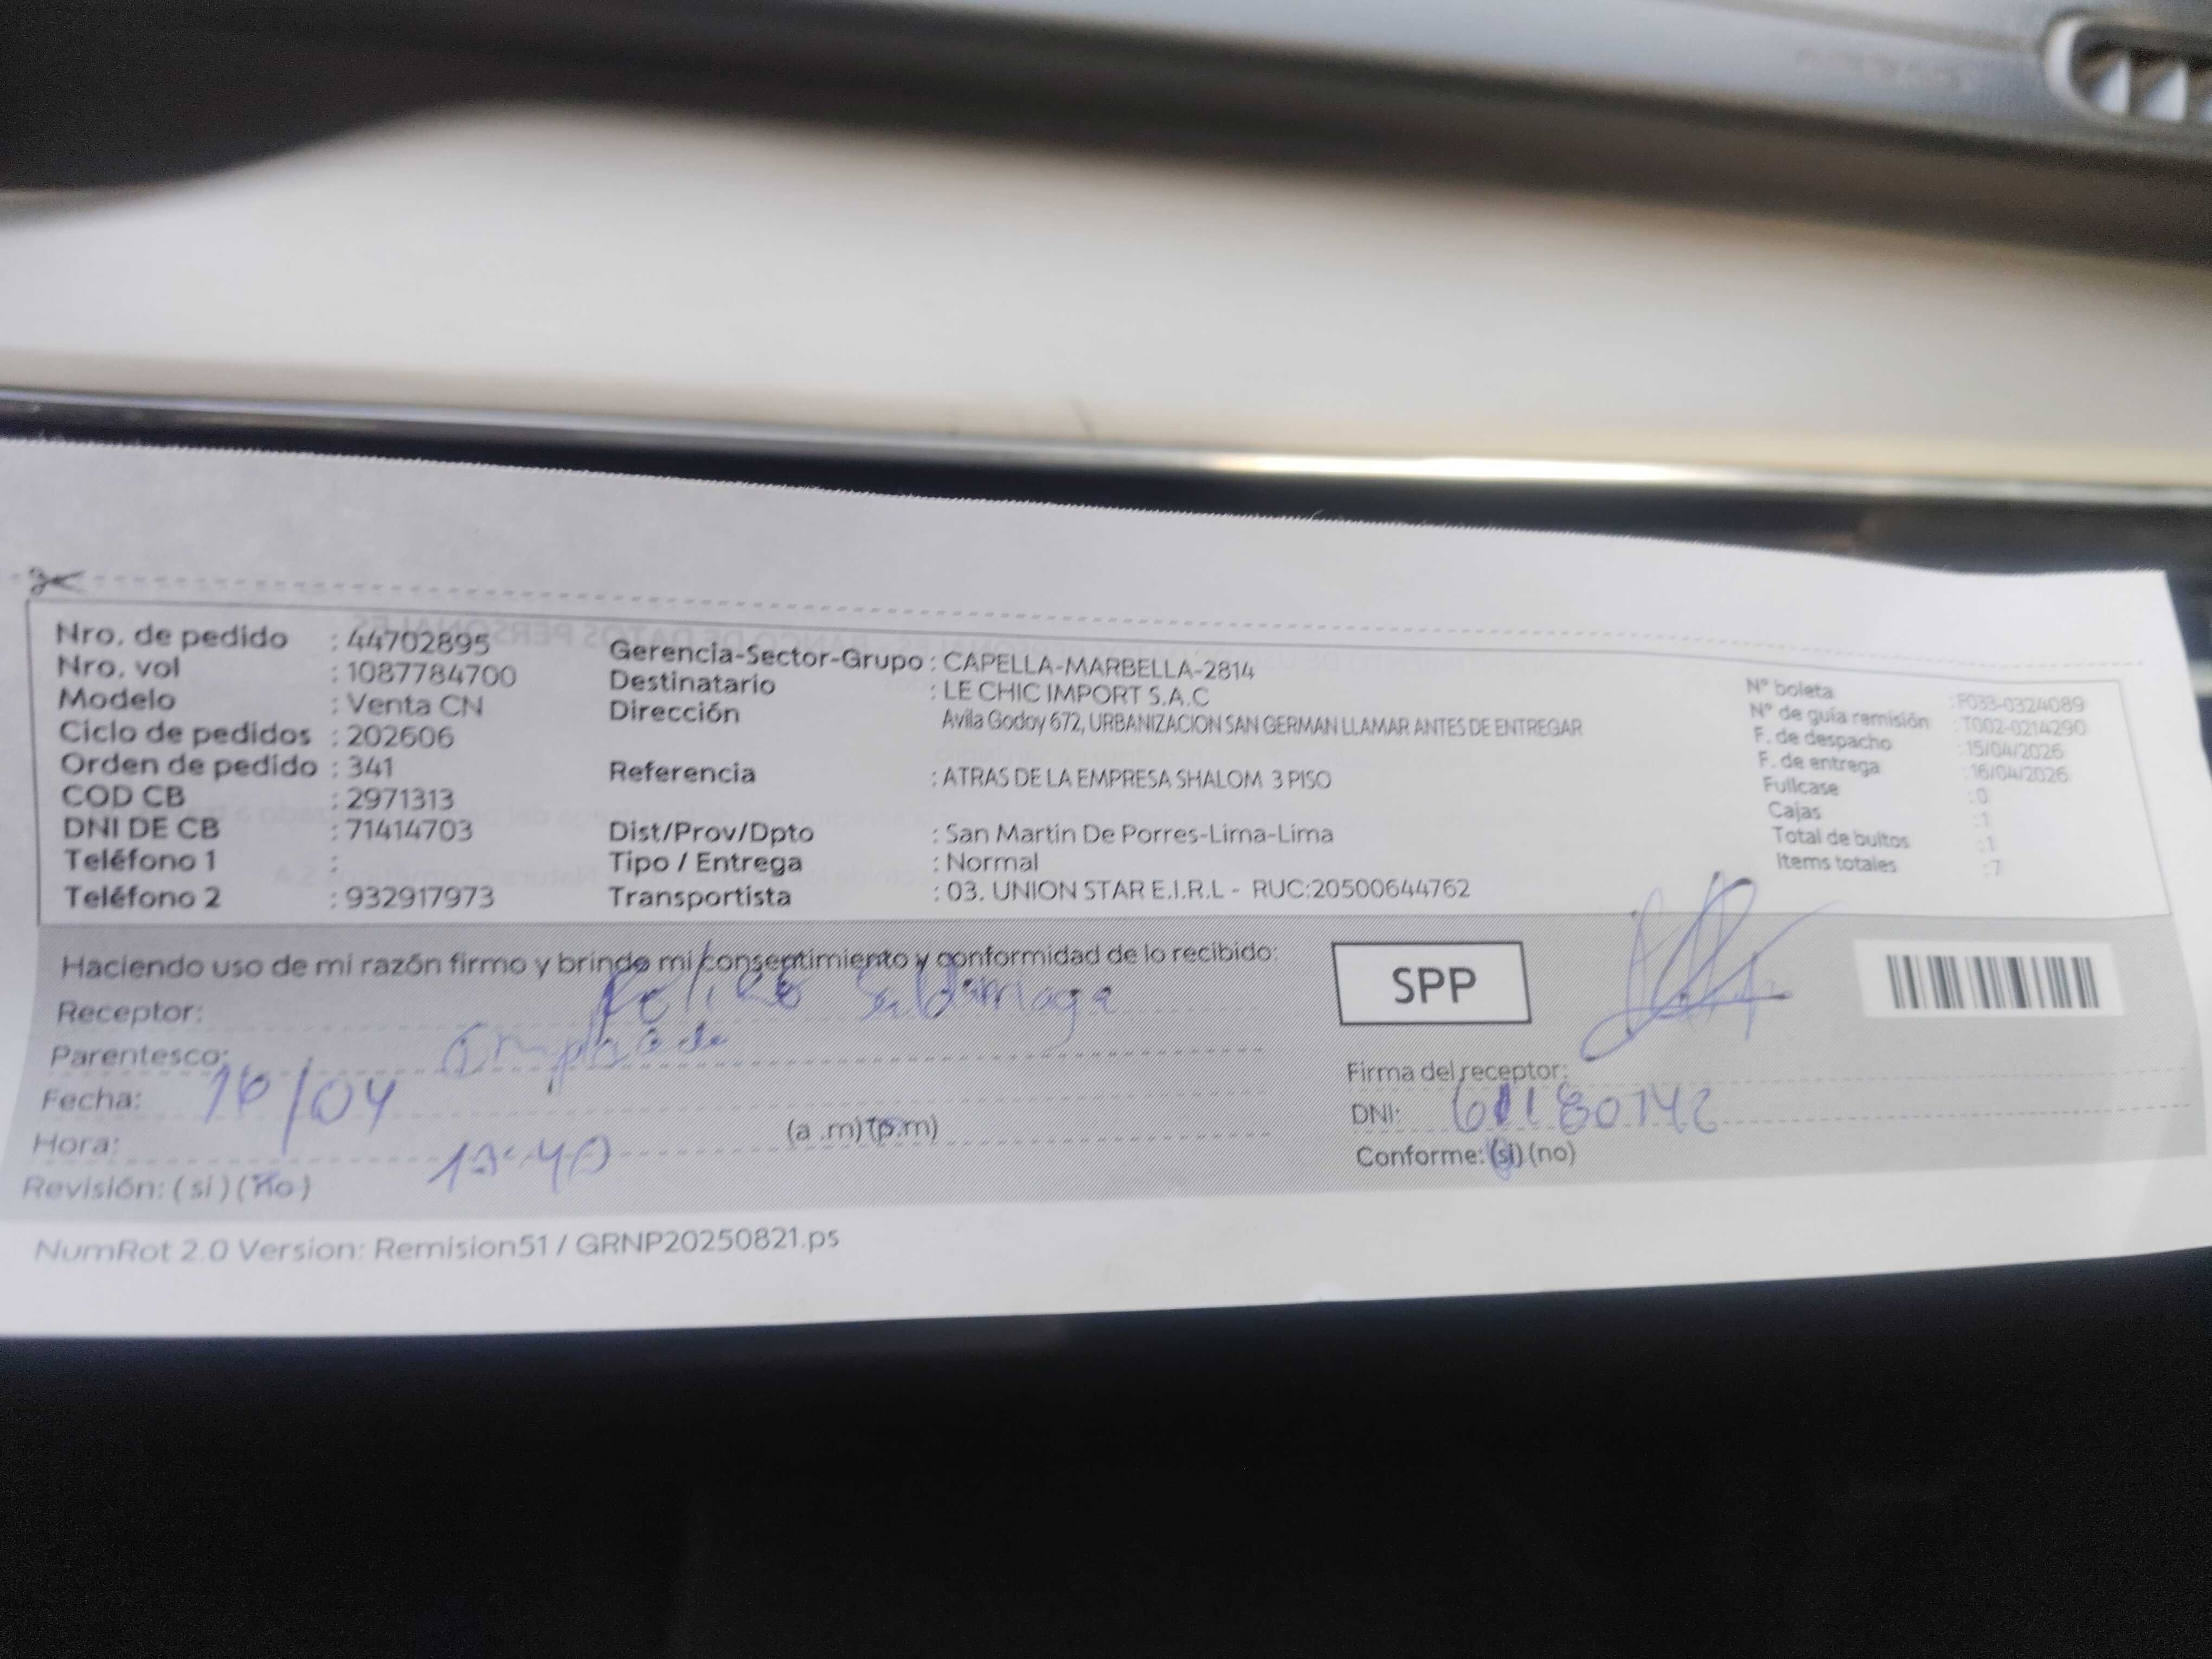 Nro. de pedido : 44702895
Nro. vol : 1087784700
Modelo : Venta CN
Ciclo de pedidos : 202606
Orden de pedido : 341
COD CB : 2971313
DNI DE CB : 71414703
Teléfono 1 :
Teléfono 2 : 932917973
Gerencia-Sector-Grupo : CAPELLA-MARBELLA-2814
Destinatario : LE CHIC IMPORT S.A.C
Dirección Avila Godoy 672, URBANIZACION SAN GERMAN LLAMAR ANTES DE ENTREGAR
Referencia : ATRAS DE LA EMPRESA SHALOM 3 PISO
Dist/Prov/Dpto : San Martin De Porres-Lima-Lima
Tipo / Entrega : Normal
Transportista : 03. UNION STAR E.I.R.L - RUC:20500644762
N° boleta : F033-0324089
N° de guía remisión : T002-0214290
F. de despacho : 15/04/2026
F. de entrega : 16/04/2026
Fullcase : 0
Cajas : 1
Total de bultos : 1
Items totales : 7
Haciendo uso de mi razón firmo y brindo mi consentimiento y conformidad de lo recibido:
Receptor: Saldarriaga
Parentesco:
Fecha: 16/04
Hora: (a .m) (p.m)
Revisión: (si) (no)
SPP
Firma del receptor:
DNI:
Conforme: (si) (no)
NumRot 2.0 Version: Remision51 / GRNP20250821.ps